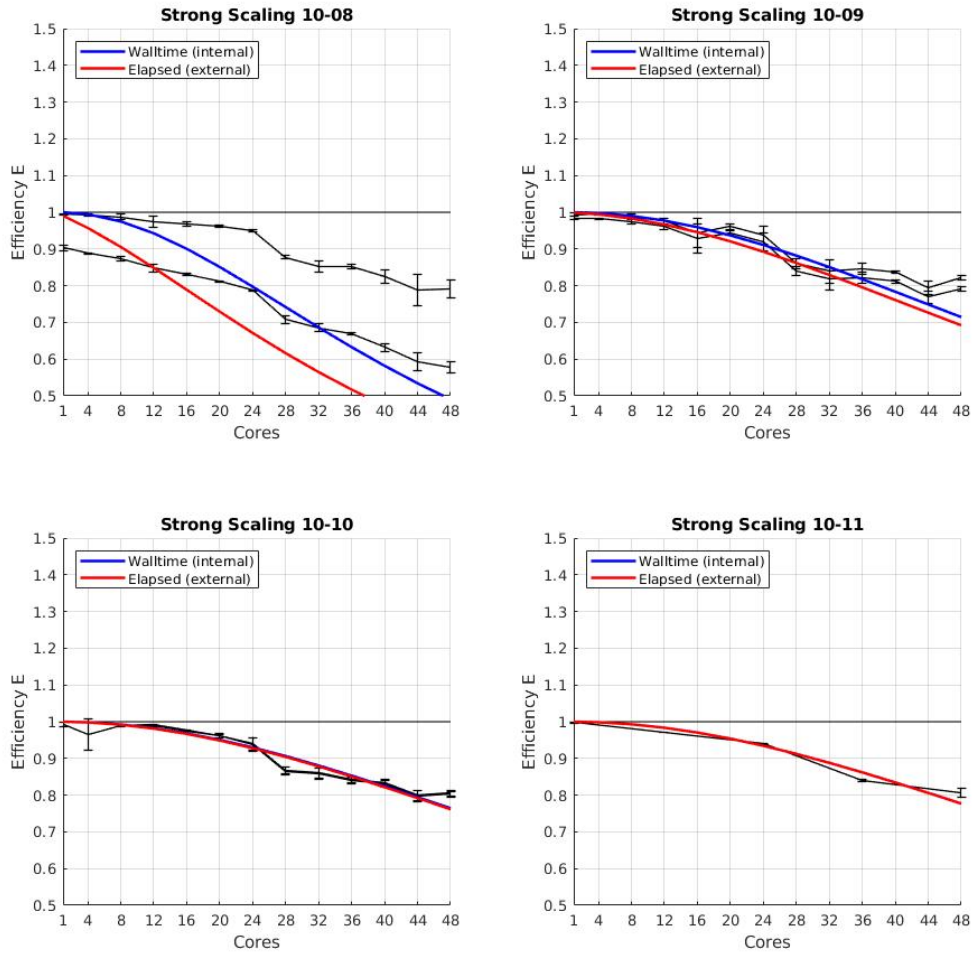 Strong Scaling 10-08
Walltime (internal)
Elapsed (external)
Efficiency E
1.5
1.4
1.3
1.2
1.1
1
0.9
0.8
0.7
0.6
0.5
1 4 8 12 16 20 24 28 32 36 40 44 48
Cores
Strong Scaling 10-09
Walltime (internal)
Elapsed (external)
Efficiency E
1.5
1.4
1.3
1.2
1.1
1
0.9
0.8
0.7
0.6
0.5
1 4 8 12 16 20 24 28 32 36 40 44 48
Cores
Strong Scaling 10-10
Walltime (internal)
Elapsed (external)
Efficiency E
1.5
1.4
1.3
1.2
1.1
1
0.9
0.8
0.7
0.6
0.5
1 4 8 12 16 20 24 28 32 36 40 44 48
Cores
Strong Scaling 10-11
Walltime (internal)
Elapsed (external)
Efficiency E
1.5
1.4
1.3
1.2
1.1
1
0.9
0.8
0.7
0.6
0.5
1 4 8 12 16 20 24 28 32 36 40 44 48
Cores